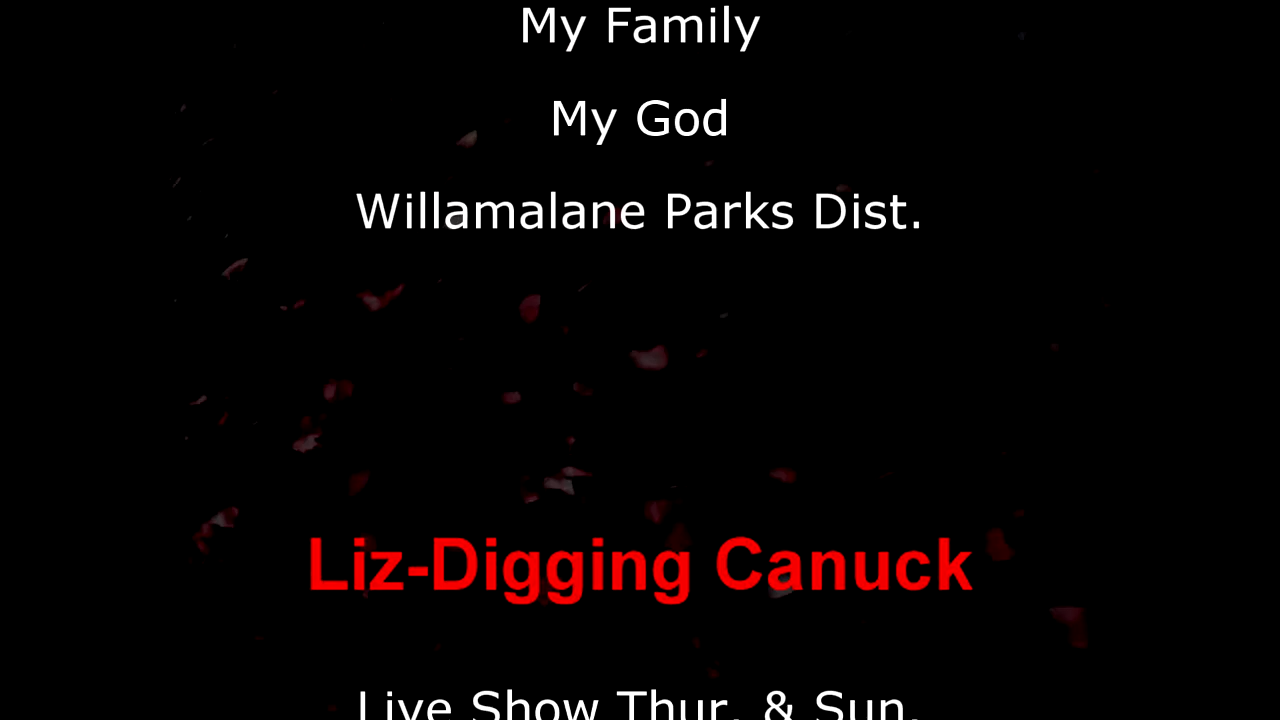 My Family
My God
Willamalane Parks Dist.
Liz-Digging Canuck
Live Show Thur. & Sun.